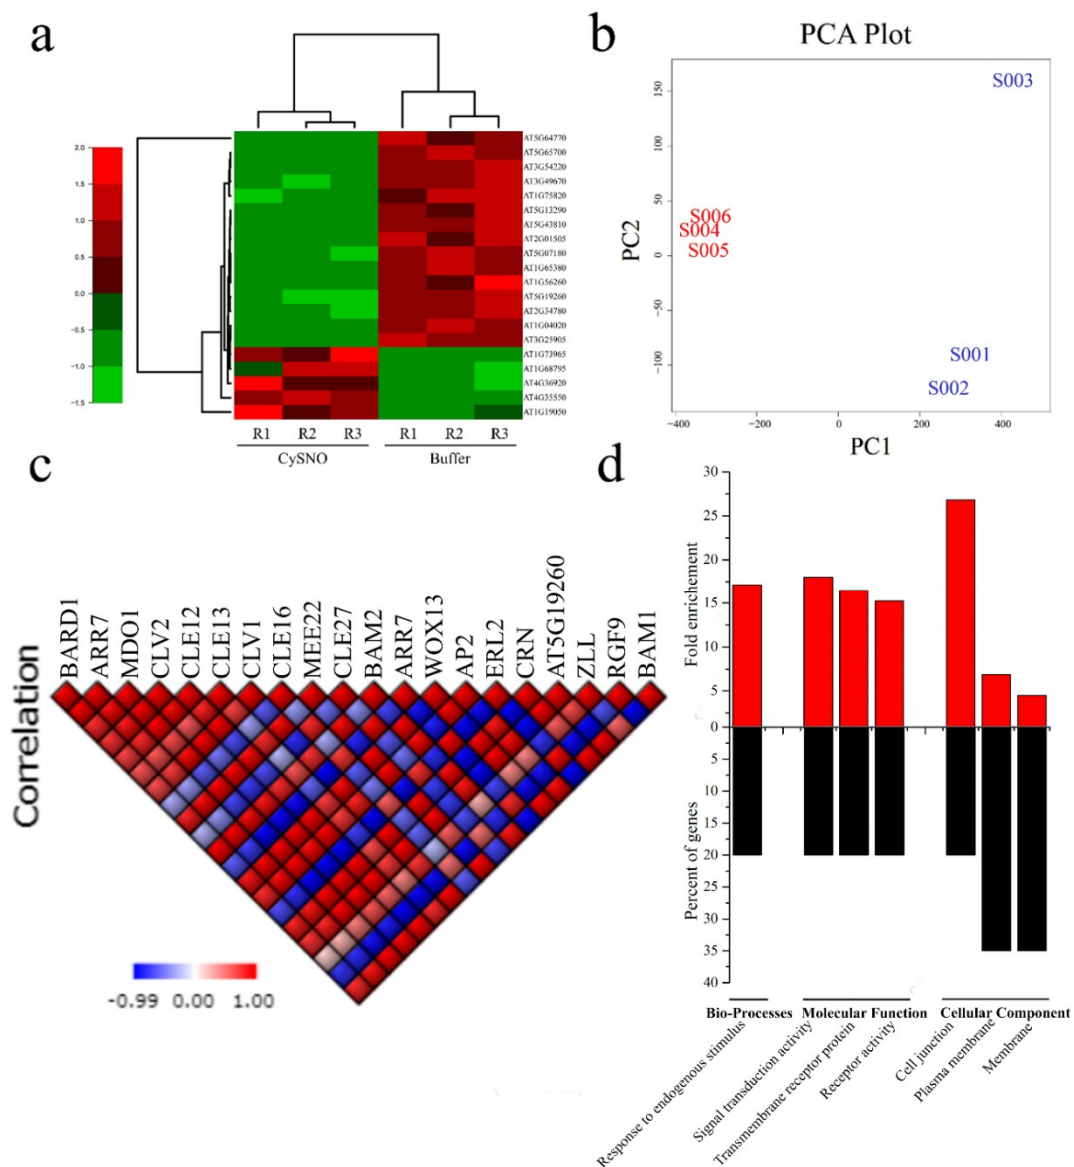 a
2.0
1.5
1.0
0.5
0.0
-0.5
-1.0
-1.5
AT5G64770
AT5G65700
AT3G54220
AT3G49670
AT1G75820
AT5G13290
AT5G43810
AT2G01505
AT5G07180
AT1G65380
AT1G56260
AT5G19260
AT2G34780
AT1G04020
AT3G25905
AT1G73965
AT1G68795
AT4G36920
AT4G35550
AT1G19050
R1 R2 R3 R1 R2 R3
CySNO Buffer
b
PCA Plot
PC2
150
100
50
0
-100
S003
S006
S004
S005
S001
S002
-400 -200 0 200 400
PC1
c
Correlation
BARD1
ARR7
MDO1
CLV2
CLE12
CLE13
CLV1
CLE16
MEE22
CLE27
BAM2
ARR7
WOX13
AP2
ERL2
CRN
AT5G19260
ZLL
RGF9
BAM1
-0.99 0.00 1.00
d
Fold enrichement
30
25
20
15
10
5
0
Percent of genes
5
10
15
20
25
30
35
40
Bio-Processes Molecular Function Cellular Component
Response to endogenous stimulus
Signal transduction activity
Transmembrane receptor protein
Receptor activity
Cell junction
Plasma membrane
Membrane